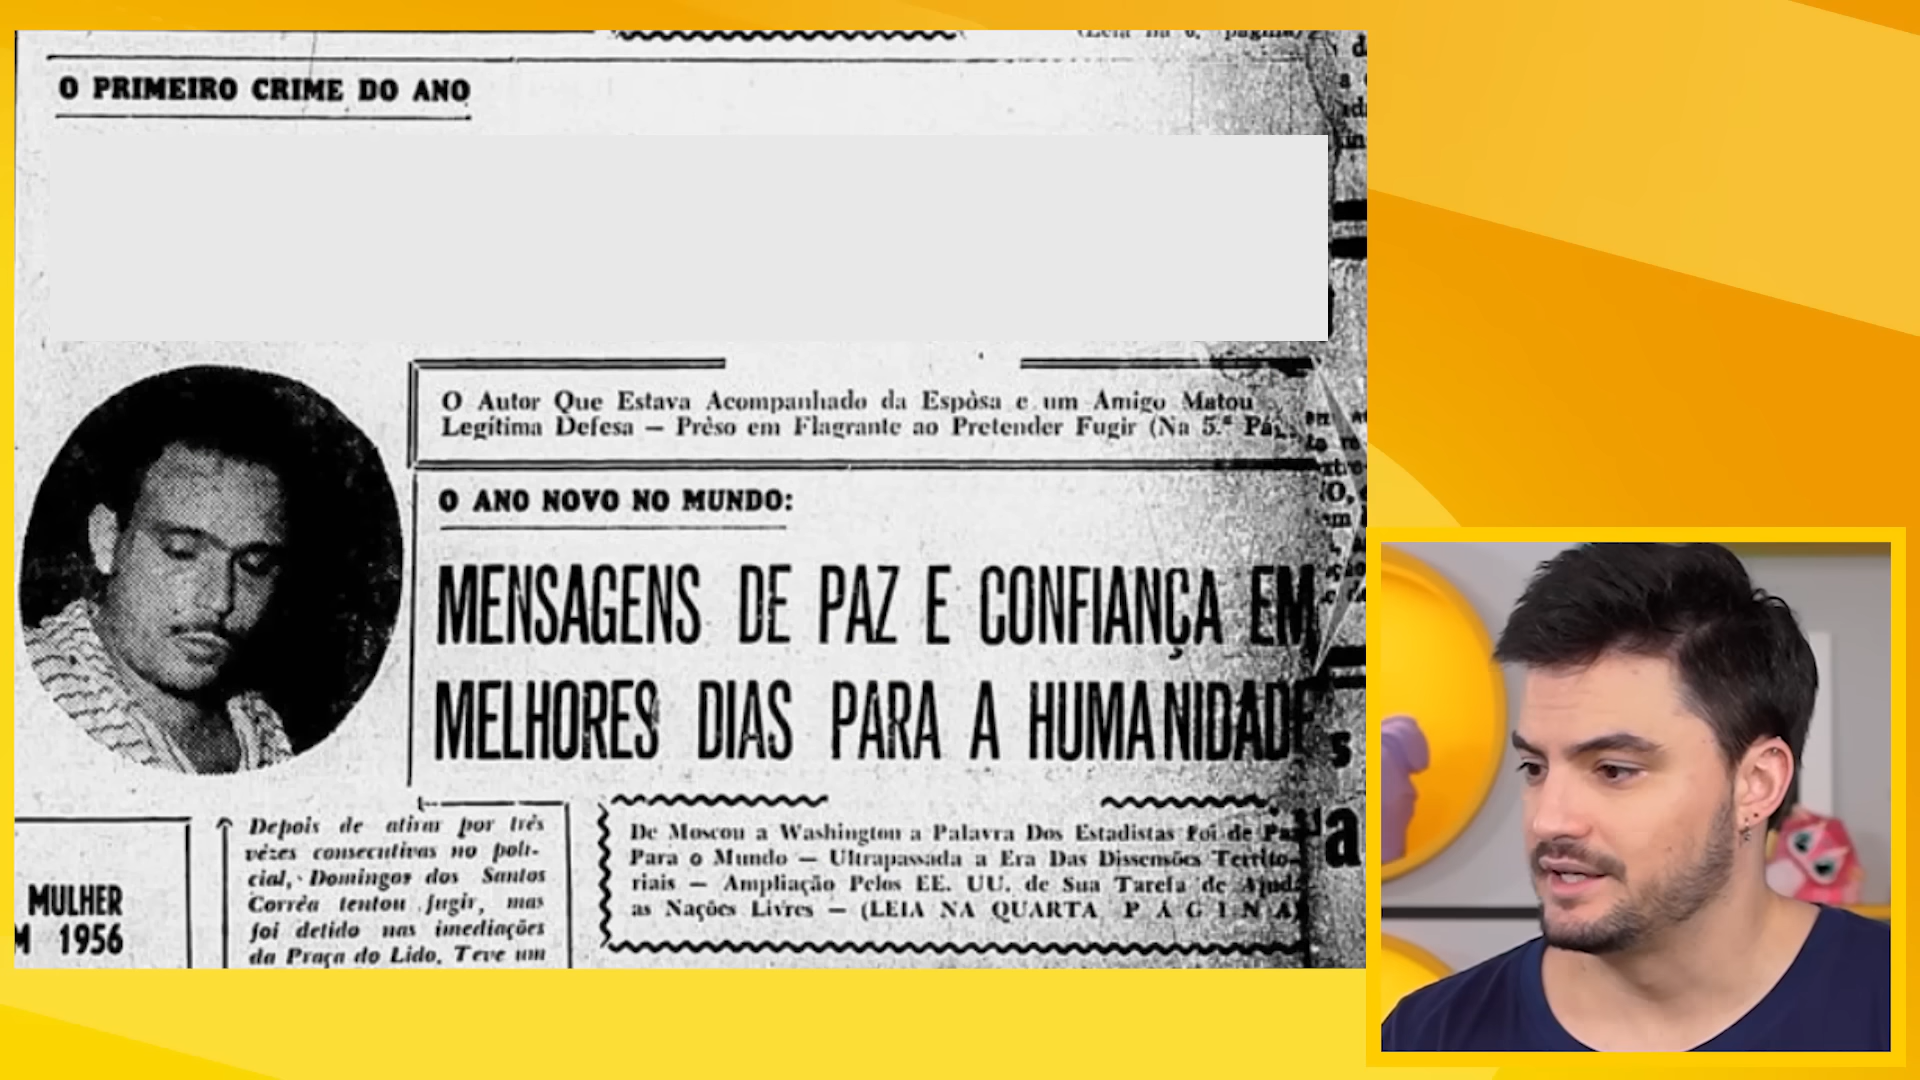 (Leia na 6. página)
O PRIMEIRO CRIME DO ANO
O Autor Que Estava Acompanhado da Espôsa e um Amigo Matou
Legítima Defesa — Prêso em Flagrante ao Pretender Fugir (Na 5.ª
O ANO NOVO NO MUNDO:
MENSAGENS DE PAZ E CONFIANÇA EM
MELHORES DIAS PARA A HUMANIDADE
MULHER
1956
Depois de atirar por três
vêzes consecutivas no poli-
cial, Domingos dos Santos
Corrêa tentou fugir, mas
foi detido nas imediações
da Praça do Lido. Teve um
De Moscou a Washington a Palavra Dos Estadistas Foi de
Para o Mundo — Ultrapassada a Era Das Dissensões Territo-
riais — Ampliação Pelos EE. UU. de Sua Tarefa de
as Nações Livres — (LEIA NA QUARTA PÁGINA)